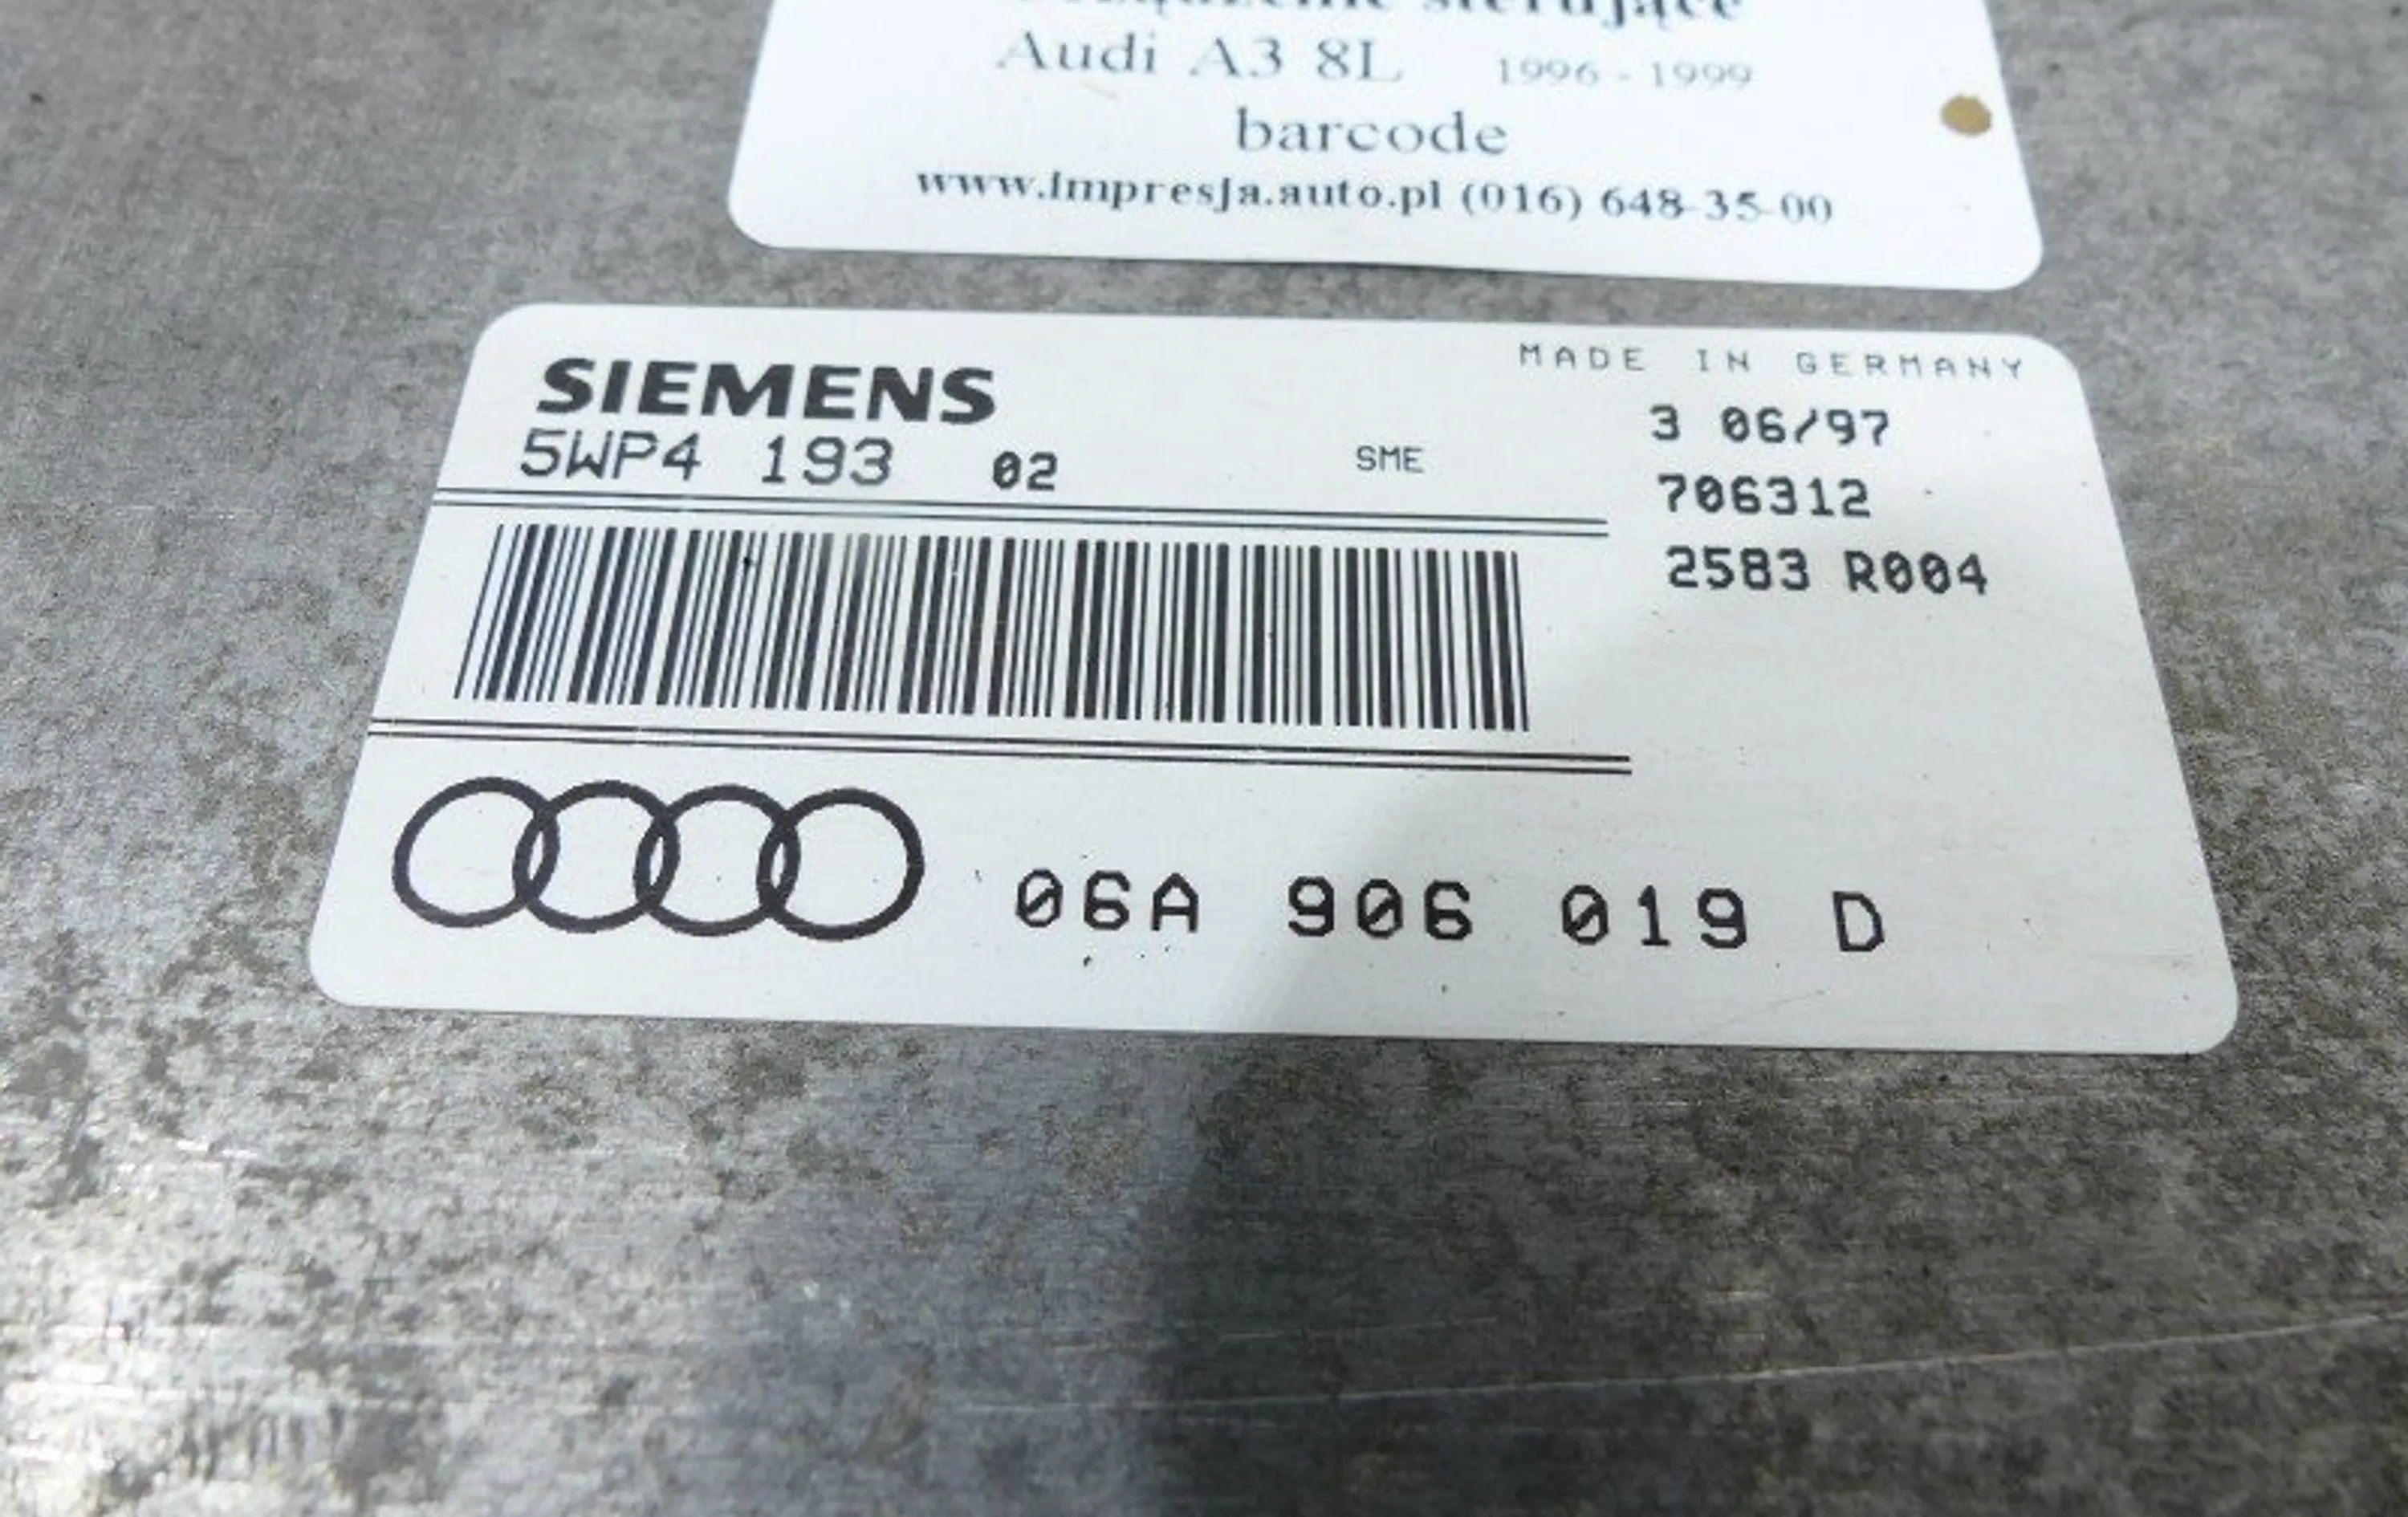 sterujące
Audi A3 8L 1996 - 1999
barcode
www.impresja.auto.pl (016) 648-35-00
MADE IN GERMANY
SIEMENS
3 06/97
5WP4 193 02 SME
706312
2583 R004
06A 906 019 D